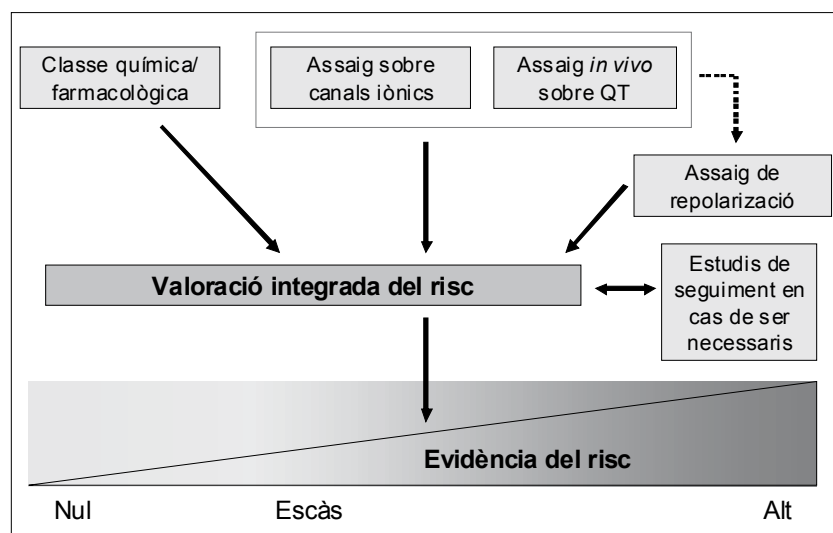 Classe química/
farmacològica
Assaig sobre
canals iònics
Assaig in vivo
sobre QT
Assaig de
repolarizació
Valoració integrada del risc
Estudis de
seguiment en
cas de ser
necessaris
Evidència del risc
Nul
Escàs
Alt